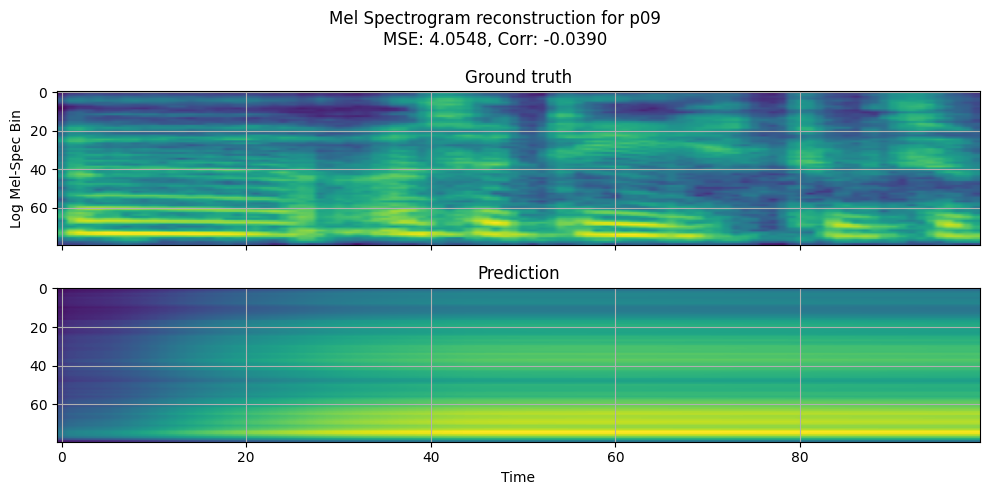 Mel Spectrogram reconstruction for p09
MSE: 4.0548, Corr: -0.0390
Ground truth
0
20
40
60
Log Mel-Spec Bin
Prediction
0
20
40
60
0 20 40 60 80
Time